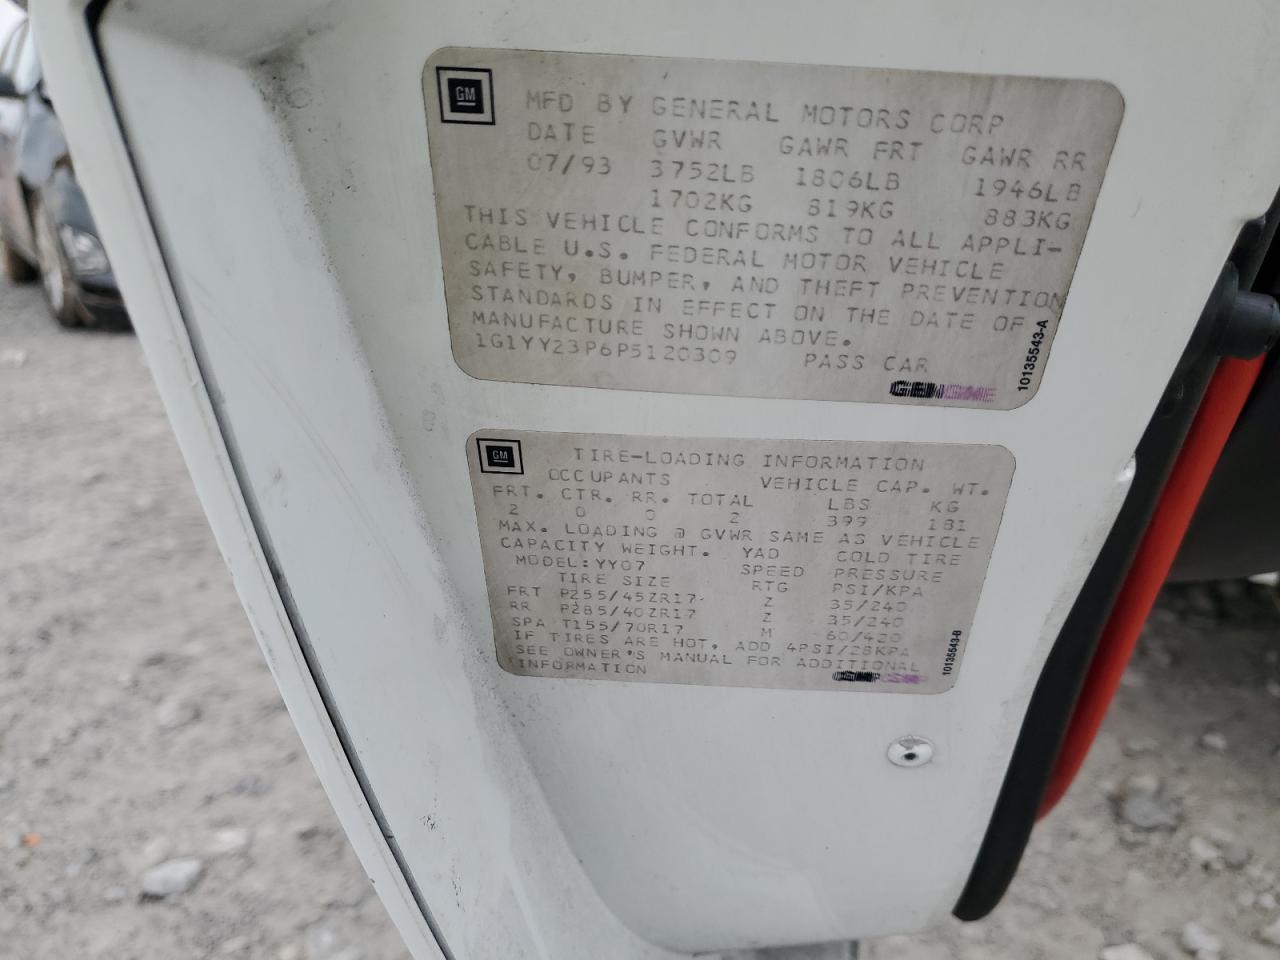 GM
MFD BY GENERAL MOTORS CORP
DATE GVWR GAWR FRT GAWR RR
07/93 3752LB 1806LB 1946LB
1702KG 819KG 883KG
THIS VEHICLE CONFORMS TO ALL APPLI-
CABLE U.S. FEDERAL MOTOR VEHICLE
SAFETY, BUMPER, AND THEFT PREVENTION
STANDARDS IN EFFECT ON THE DATE OF
MANUFACTURE SHOWN ABOVE.
1G1YY23P6P5120309 PASS CAR
10135543-A
GM
TIRE-LOADING INFORMATION
OCCUPANTS VEHICLE CAP. WT.
FRT. CTR. RR. TOTAL LBS KG
2 0 0 2 399 181
MAX. LOADING @ GVWR SAME AS VEHICLE
CAPACITY WEIGHT. YAD COLD TIRE
MODEL:YY07 SPEED PRESSURE
TIRE SIZE RTG PSI/KPA
FRT P255/45ZR17 Z 35/240
RR P285/40ZR17 Z 35/240
SPA T155/70R17 M 60/420
IF TIRES ARE HOT, ADD 4PSI/28KPA
SEE OWNER'S MANUAL FOR ADDITIONAL
INFORMATION
10135543-B